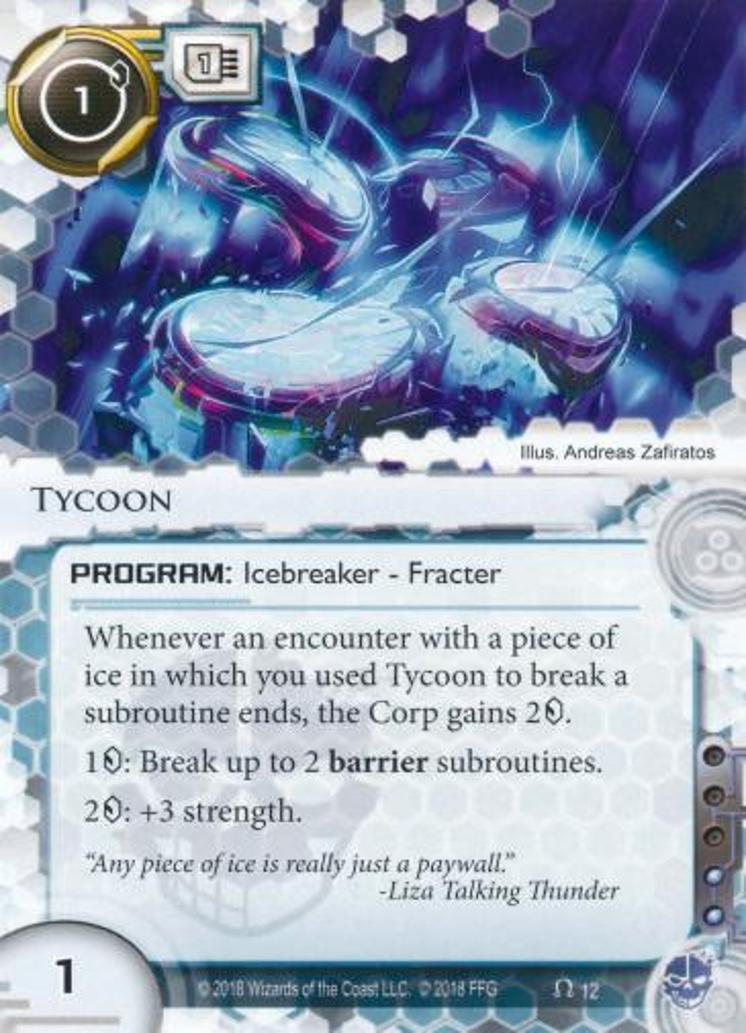 1
1
Illus. Andreas Zafiratos
TYCOON
PROGRAM: Icebreaker - Fracter
Whenever an encounter with a piece of
ice in which you used Tycoon to break a
subroutine ends, the Corp gains 2.
1: Break up to 2 barrier subroutines.
2: +3 strength.
“Any piece of ice is really just a paywall.”
-Liza Talking Thunder
1
© 2018 Wizards of the Coast LLC. © 2018 FFG Ω 12